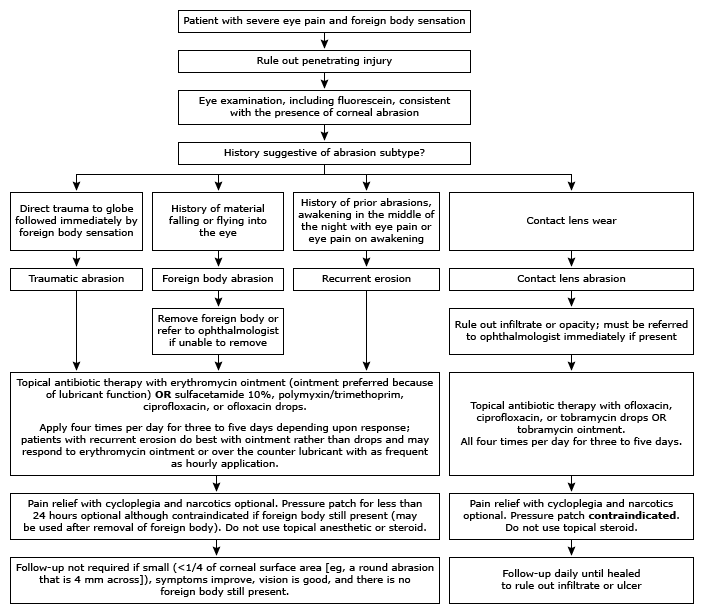 Patient with severe eye pain and foreign body sensation
Rule out penetrating injury
Eye examination, including fluorescein, consistent
with the presence of corneal abrasion
History suggestive of abrasion subtype?
Direct trauma to globe
followed immediately by
foreign body sensation
History of material
falling or flying into
the eye
History of prior abrasions,
awakening in the middle of
the night with eye pain or
eye pain on awakening
Contact lens wear
Traumatic abrasion
Foreign body abrasion
Recurrent erosion
Contact lens abrasion
Remove foreign body or
refer to ophthalmologist
if unable to remove
Rule out infiltrate or opacity; must be referred
to ophthalmologist immediately if present
Topical antibiotic therapy with erythromycin ointment (ointment preferred because
of lubricant function) OR sulfacetamide 10%, polymyxin/trimethoprim,
ciprofloxacin, or ofloxacin drops.
Apply four times per day for three to five days depending upon response;
patients with recurrent erosion do best with ointment rather than drops and may
respond to erythromycin ointment or over the counter lubricant with as frequent
as hourly application.
Topical antibiotic therapy with ofloxacin,
ciprofloxacin, or tobramycin drops OR
tobramycin ointment.
All four times per day for three to five days.
Pain relief with cycloplegia and narcotics optional. Pressure patch for less than
24 hours optional although contraindicated if foreign body still present (may
be used after removal of foreign body). Do not use topical anesthetic or steroid.
Pain relief with cycloplegia and narcotics
optional. Pressure patch contraindicated.
Do not use topical steroid.
Follow-up not required if small (<1/4 of corneal surface area [eg, a round abrasion
that is 4 mm across]), symptoms improve, vision is good, and there is no
foreign body still present.
Follow-up daily until healed
to rule out infiltrate or ulcer